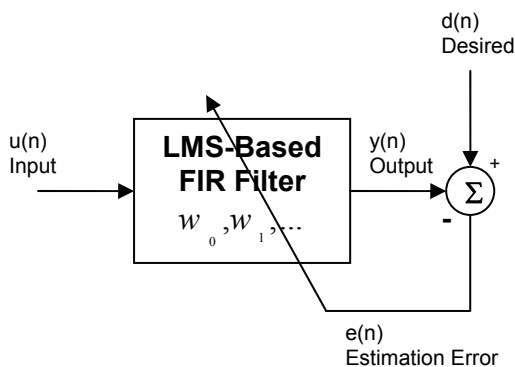 d(n)
Desired
u(n)
Input
LMS-Based
FIR Filter
w₀,w₁,...
y(n)
Output
+
Σ
-
e(n)
Estimation Error